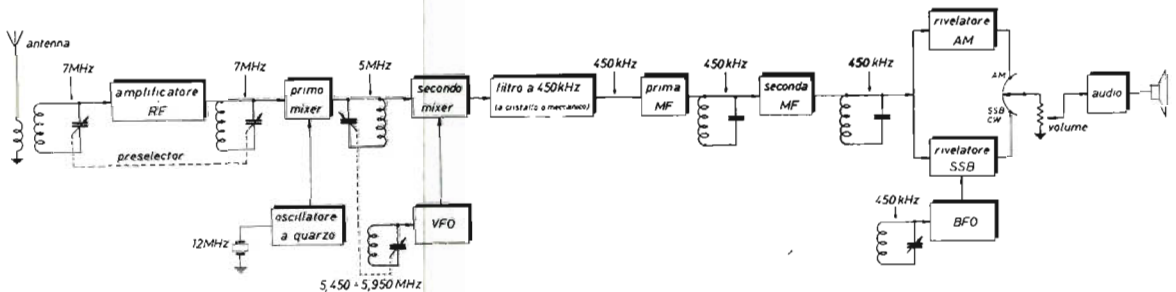 antenna
7MHz
amplificatore
RF
7MHz
preselector
primo
mixer
oscillatore
a quarzo
12MHz
5MHz
secondo
mixer
VFO
5,450 ÷ 5,950 MHz
filtro a 450kHz
(a cristallo o meccanico)
450kHz
prima
MF
450kHz
seconda
MF
450kHz
rivelatore
AM
AM
SSB
CW
rivelatore
SSB
450kHz
BFO
volume
audio